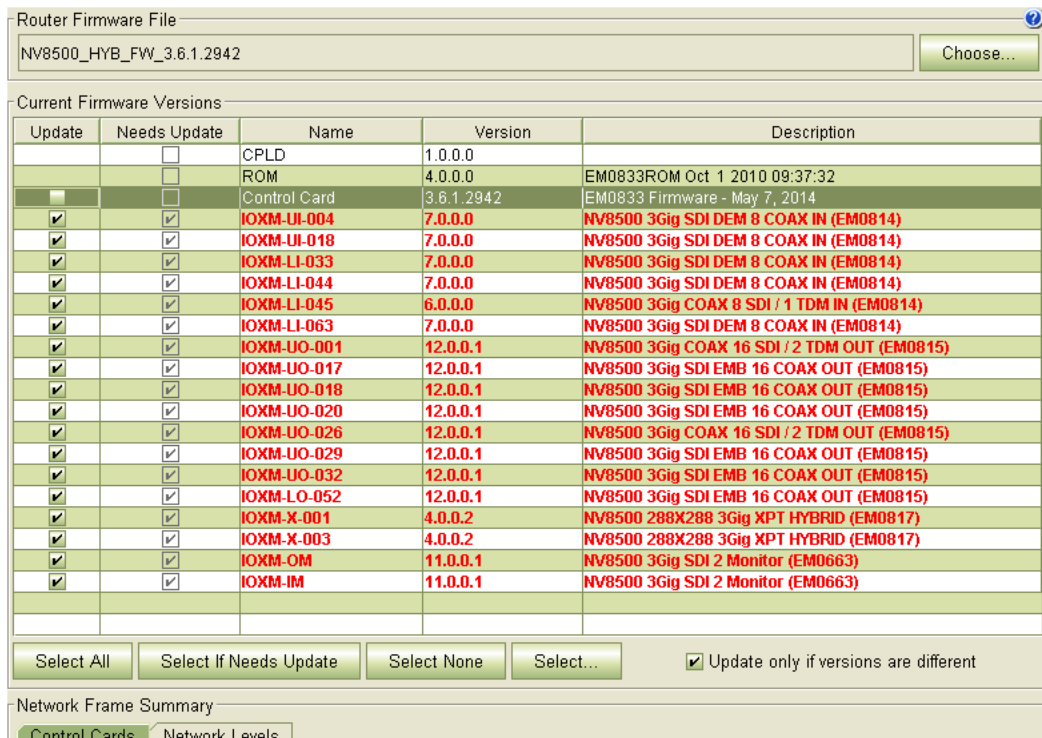 Router Firmware File
?
NV8500_HYB_FW_3.6.1.2942 Choose...
Current Firmware Versions
Update Needs Update Name Version Description
CPLD 1.0.0.0
ROM 4.0.0.0 EM0833ROM Oct 1 2010 09:37:32
Control Card 3.6.1.2942 EM0833 Firmware - May 7, 2014
IOXM-UI-004 7.0.0.0 NV8500 3Gig SDI DEM 8 COAX IN (EM0814)
IOXM-UI-018 7.0.0.0 NV8500 3Gig SDI DEM 8 COAX IN (EM0814)
IOXM-LI-033 7.0.0.0 NV8500 3Gig SDI DEM 8 COAX IN (EM0814)
IOXM-LI-044 7.0.0.0 NV8500 3Gig SDI DEM 8 COAX IN (EM0814)
IOXM-LI-045 6.0.0.0 NV8500 3Gig COAX 8 SDI / 1 TDM IN (EM0814)
IOXM-LI-063 7.0.0.0 NV8500 3Gig SDI DEM 8 COAX IN (EM0814)
IOXM-UO-001 12.0.0.1 NV8500 3Gig COAX 16 SDI / 2 TDM OUT (EM0815)
IOXM-UO-017 12.0.0.1 NV8500 3Gig SDI EMB 16 COAX OUT (EM0815)
IOXM-UO-018 12.0.0.1 NV8500 3Gig SDI EMB 16 COAX OUT (EM0815)
IOXM-UO-020 12.0.0.1 NV8500 3Gig SDI EMB 16 COAX OUT (EM0815)
IOXM-UO-026 12.0.0.1 NV8500 3Gig COAX 16 SDI / 2 TDM OUT (EM0815)
IOXM-UO-029 12.0.0.1 NV8500 3Gig SDI EMB 16 COAX OUT (EM0815)
IOXM-UO-032 12.0.0.1 NV8500 3Gig SDI EMB 16 COAX OUT (EM0815)
IOXM-LO-052 12.0.0.1 NV8500 3Gig SDI EMB 16 COAX OUT (EM0815)
IOXM-X-001 4.0.0.2 NV8500 288X288 3Gig XPT HYBRID (EM0817)
IOXM-X-003 4.0.0.2 NV8500 288X288 3Gig XPT HYBRID (EM0817)
IOXM-OM 11.0.0.1 NV8500 3Gig SDI 2 Monitor (EM0663)
IOXM-IM 11.0.0.1 NV8500 3Gig SDI 2 Monitor (EM0663)
Select All Select If Needs Update Select None Select... Update only if versions are different
Network Frame Summary
Control Cards Network Levels